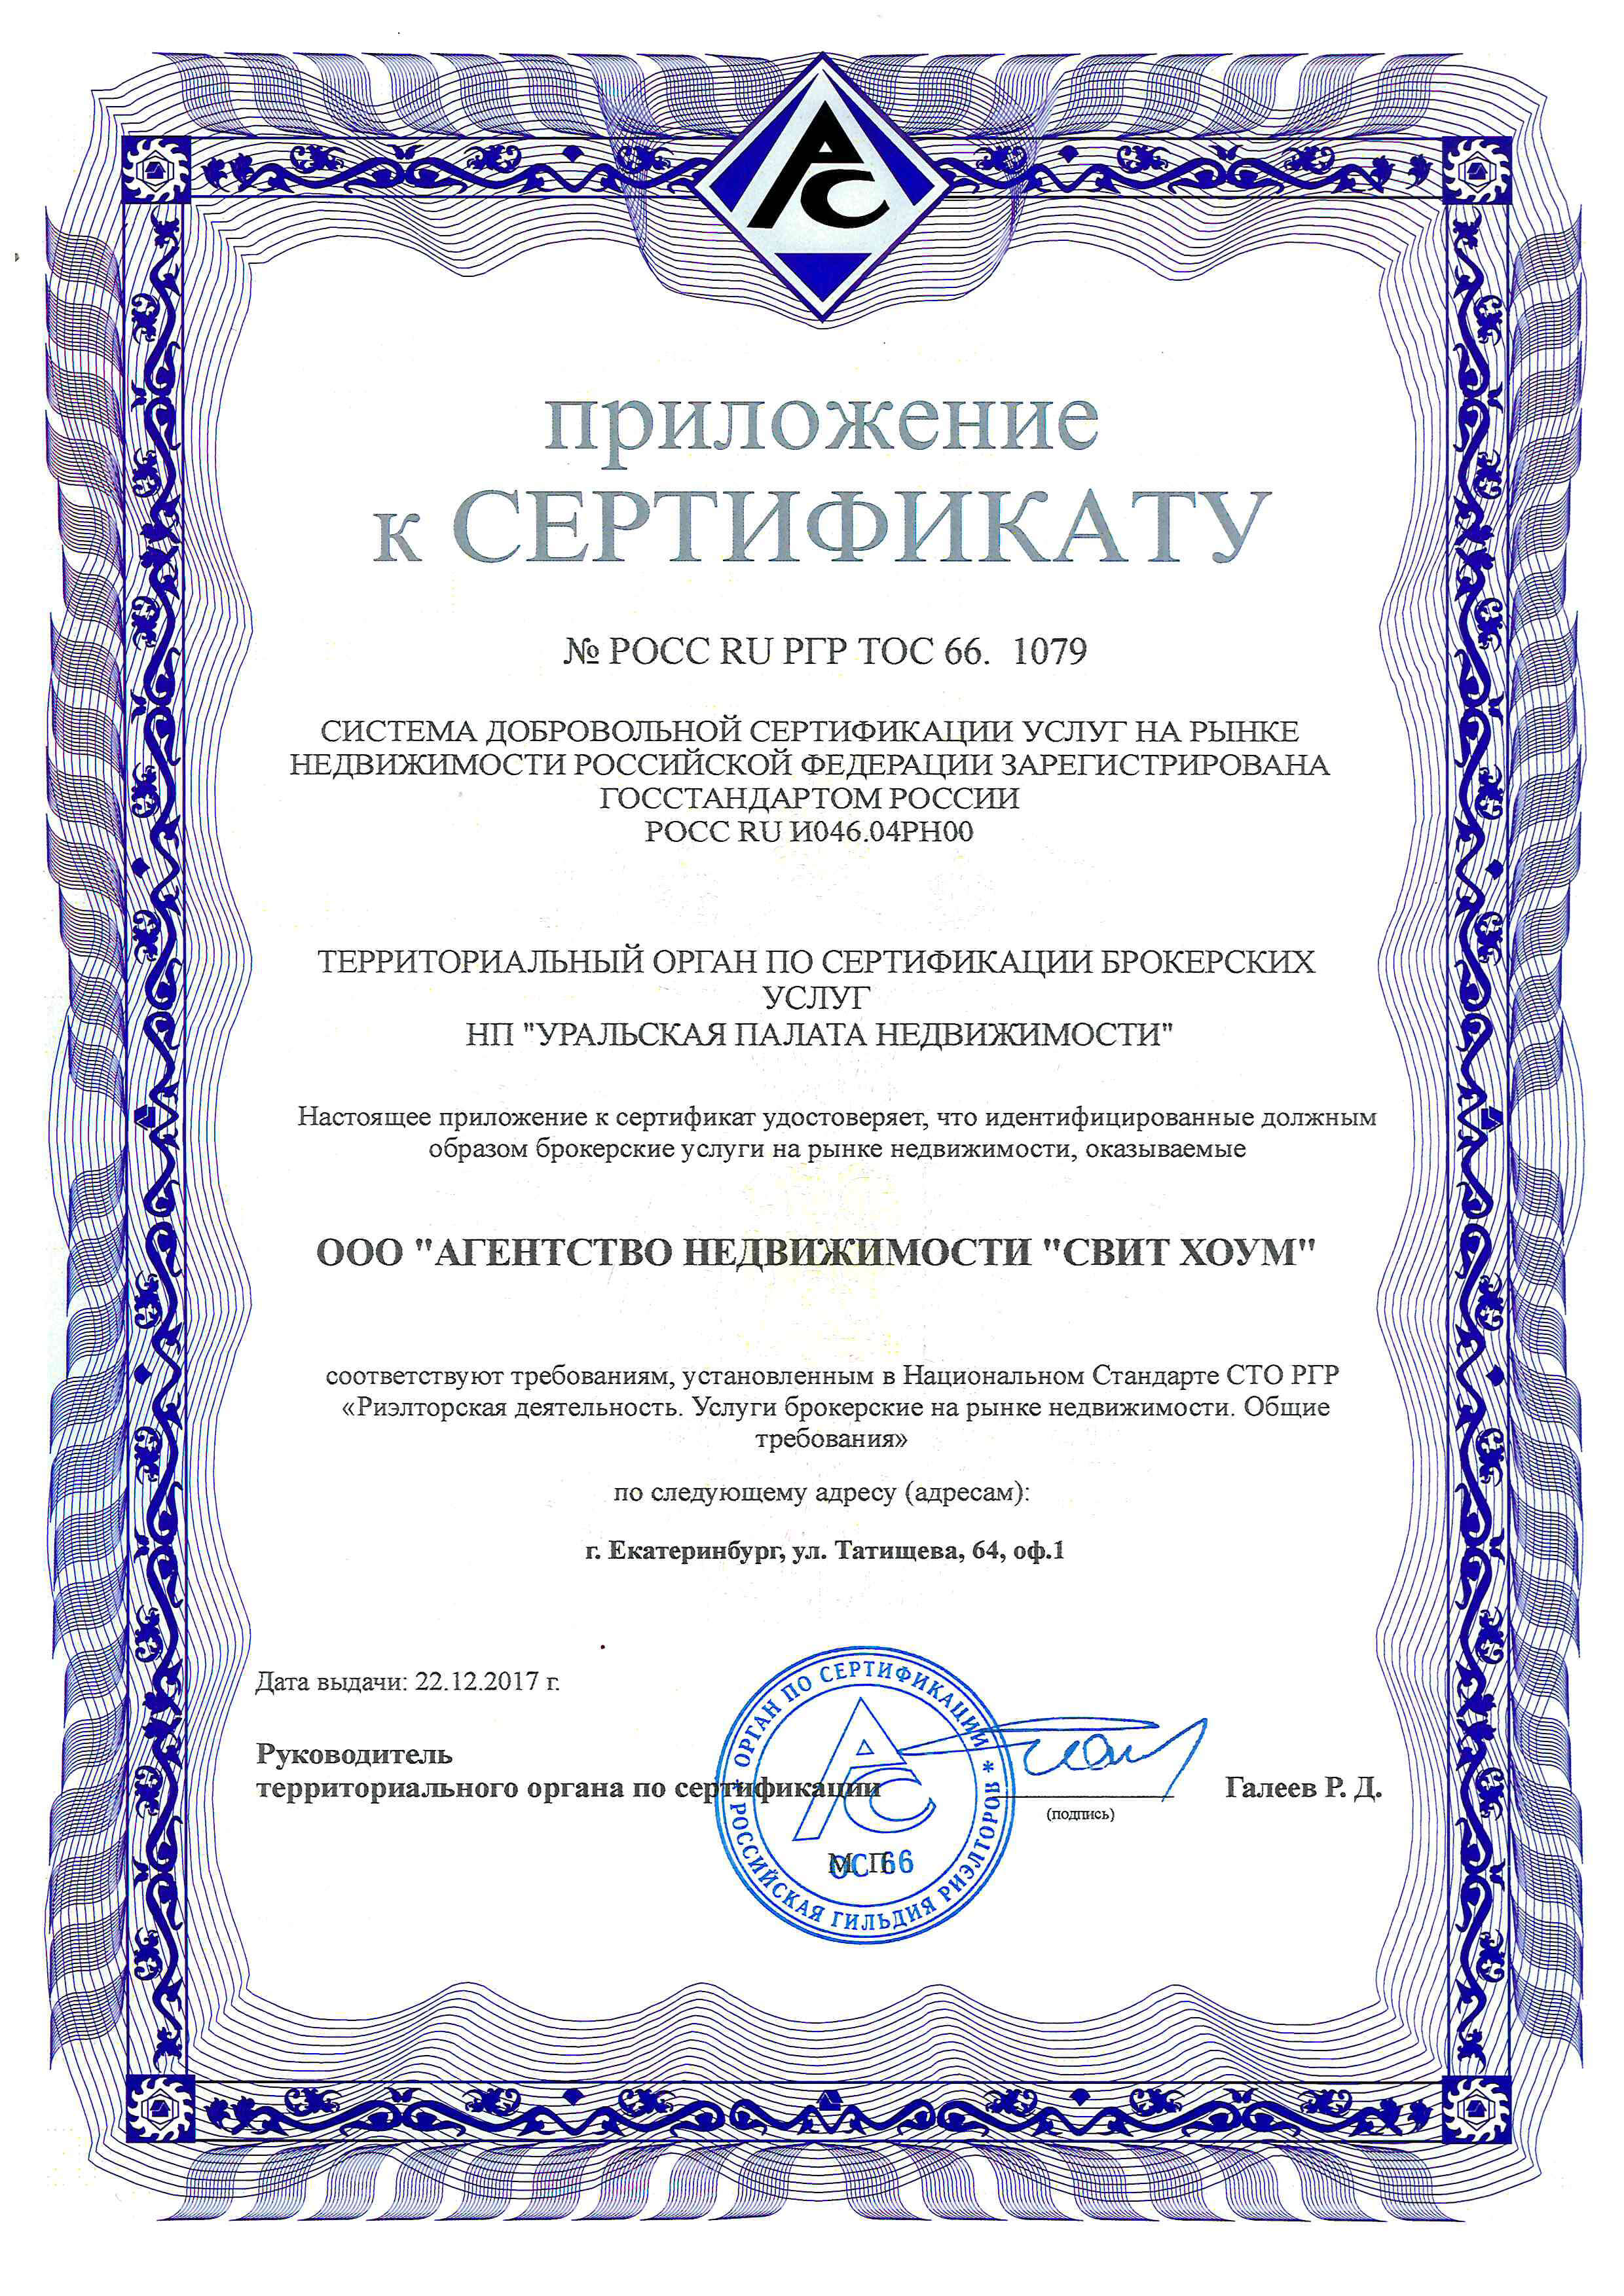 АС
приложение
к СЕРТИФИКАТУ
№ РОСС RU РГР ТОС 66. 1079
СИСТЕМА ДОБРОВОЛЬНОЙ СЕРТИФИКАЦИИ УСЛУГ НА РЫНКЕ
НЕДВИЖИМОСТИ РОССИЙСКОЙ ФЕДЕРАЦИИ ЗАРЕГИСТРИРОВАНА
ГОССТАНДАРТОМ РОССИИ
РОСС RU И046.04РН00
ТЕРРИТОРИАЛЬНЫЙ ОРГАН ПО СЕРТИФИКАЦИИ БРОКЕРСКИХ
УСЛУГ
НП "УРАЛЬСКАЯ ПАЛАТА НЕДВИЖИМОСТИ"
Настоящее приложение к сертификат удостоверяет, что идентифицированные должным
образом брокерские услуги на рынке недвижимости, оказываемые
ООО "АГЕНТСТВО НЕДВИЖИМОСТИ "СВИТ ХОУМ"
соответствуют требованиям, установленным в Национальном Стандарте СТО РГР
«Риэлторская деятельность. Услуги брокерские на рынке недвижимости. Общие
требования»
по следующему адресу (адресам):
г. Екатеринбург, ул. Татищева, 64, оф.1
Дата выдачи: 22.12.2017 г.
Руководитель
территориального органа по сертификации
(подпись)
Галеев Р. Д.
М.П.
* ОРГАН ПО СЕРТИФИКАЦИИ *
РОССИЙСКАЯ ГИЛЬДИЯ РИЭЛТОРОВ
АС
ОС 66